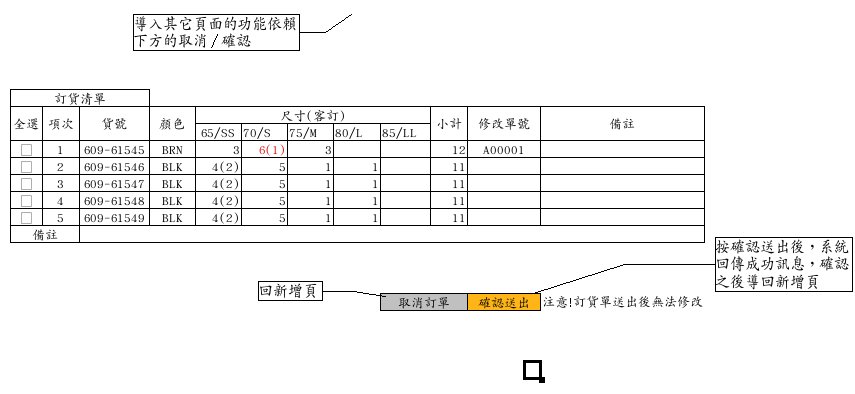 導入其它頁面的功能依賴
下方的取消/確認
訂貨清單
全選 項次 貨號 顏色 尺寸(客訂) 小計 修改單號 備註
65/SS 70/S 75/M 80/L 85/LL
1 609-61545 BRN 3 6(1) 3 12 A00001
2 609-61546 BLK 4(2) 5 1 1 11
3 609-61547 BLK 4(2) 5 1 1 11
4 609-61548 BLK 4(2) 5 1 1 11
5 609-61549 BLK 4(2) 5 1 1 11
備註
按確認送出後,系統
回傳成功訊息,確認
之後導回新增頁
回新增頁
取消訂單 確認送出 注意!訂貨單送出後無法修改